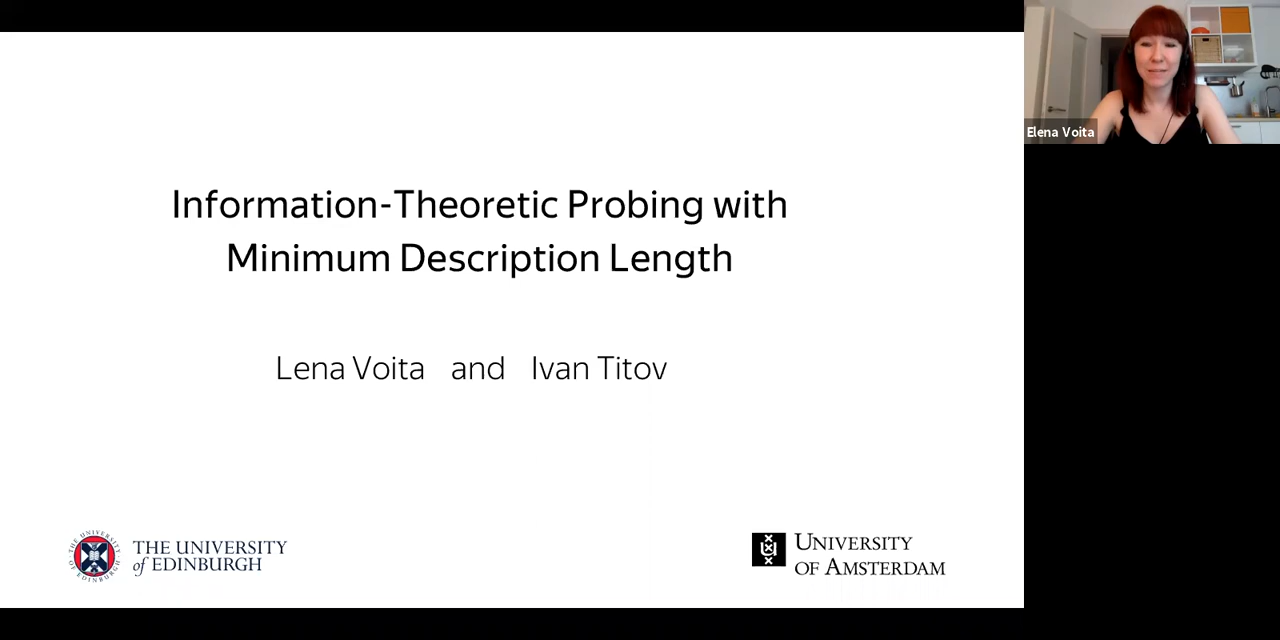 Elena Voita
Information-Theoretic Probing with
Minimum Description Length
Lena Voita and Ivan Titov
THE UNIVERSITY
of EDINBURGH
UNIVERSITY
OF AMSTERDAM